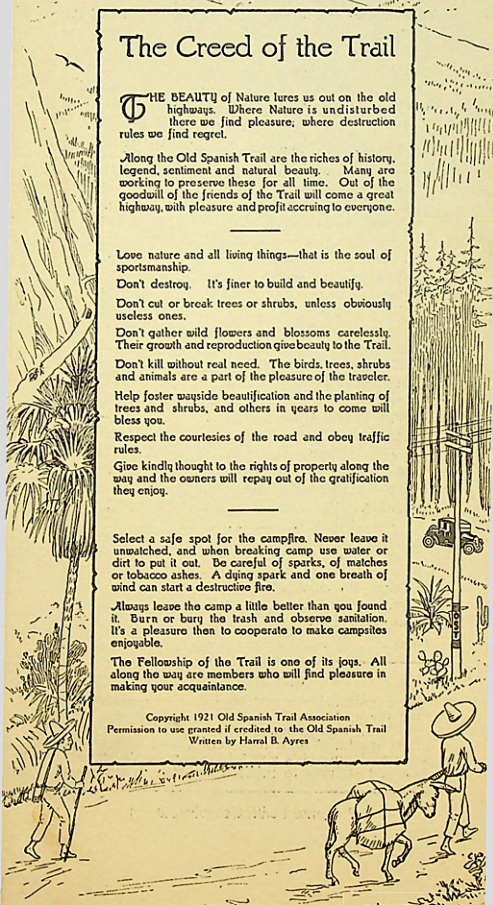 The Creed of the Trail
THE BEAUTY of Nature lures us out on the old
highways. Where Nature is undisturbed
there we find pleasure; where destruction
rules we find regret.
Along the Old Spanish Trail are the riches of history,
legend, sentiment and natural beauty. Many are
working to preserve these for all time. Out of the
goodwill of the friends of the Trail will come a great
highway, with pleasure and profit accruing to everyone.
Love nature and all living things—that is the soul of
sportsmanship.
Don't destroy. It's finer to build and beautify.
Don't cut or break trees or shrubs, unless obviously
useless ones.
Don't gather wild flowers and blossoms carelessly.
Their growth and reproduction give beauty to the Trail.
Don't kill without real need. The birds, trees, shrubs
and animals are a part of the pleasure of the traveler.
Help foster wayside beautification and the planting of
trees and shrubs, and others in years to come will
bless you.
Respect the courtesies of the road and obey traffic
rules.
Give kindly thought to the rights of property along the
way and the owners will repay out of the gratification
they enjoy.
Select a safe spot for the campfire. Never leave it
unwatched, and when breaking camp use water or
dirt to put it out. Be careful of sparks, of matches
or tobacco ashes. A dying spark and one breath of
wind can start a destructive fire.
Always leave the camp a little better than you found
it. Burn or bury the trash and observe sanitation.
It's a pleasure then to cooperate to make campsites
enjoyable.
The Fellowship of the Trail is one of its joys. All
along the way are members who will find pleasure in
making your acquaintance.
Copyright 1921 Old Spanish Trail Association
Permission to use granted if credited to the Old Spanish Trail
Written by Harral B. Ayres
OST